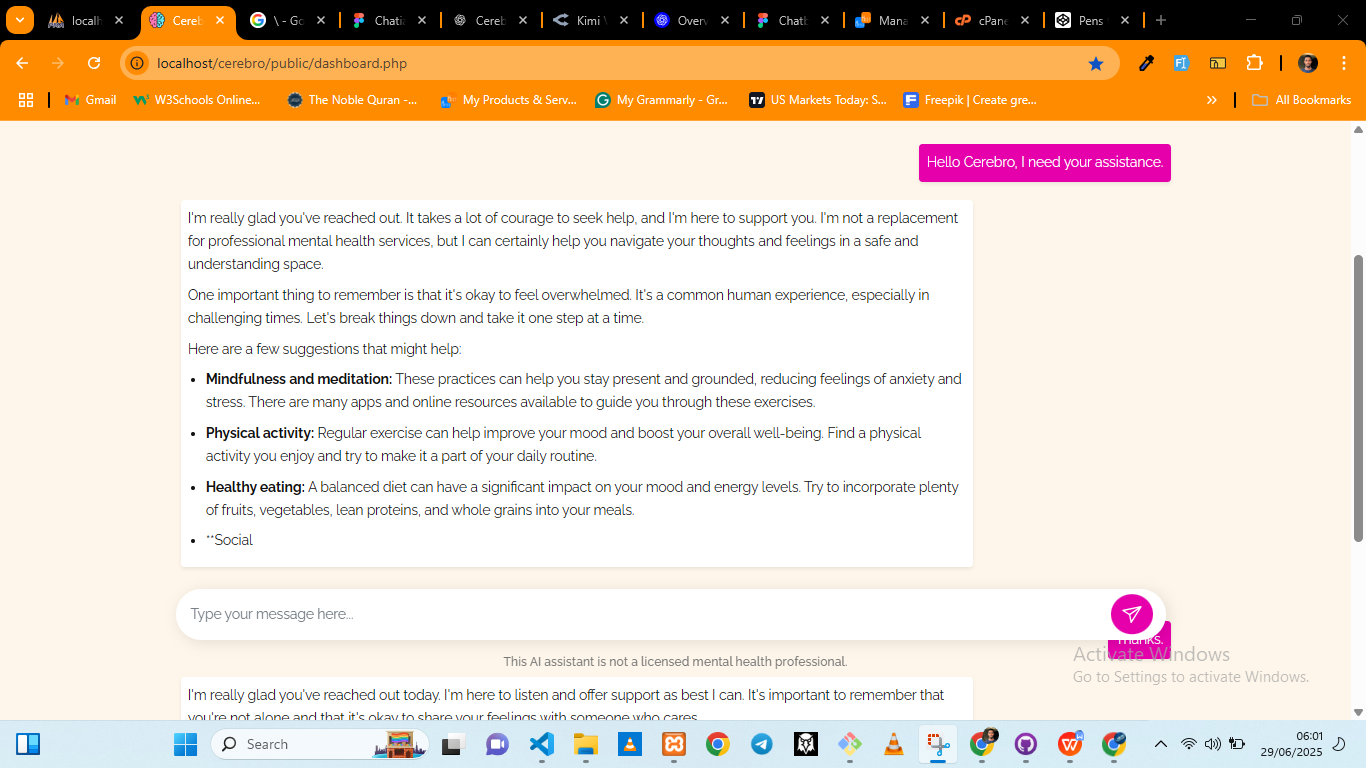 locall
Cereb
\ - Go
Chatia
Cereb
Kimi \
Overv
Chatb
Mana
cPane
Pens
localhost/cerebro/public/dashboard.php
Gmail
W3Schools Online...
The Noble Quran -...
My Products & Serv...
My Grammarly - Gr...
US Markets Today: S...
Freepik | Create gre...
All Bookmarks
Hello Cerebro, I need your assistance.
I'm really glad you've reached out. It takes a lot of courage to seek help, and I'm here to support you. I'm not a replacement
for professional mental health services, but I can certainly help you navigate your thoughts and feelings in a safe and
understanding space.
One important thing to remember is that it's okay to feel overwhelmed. It's a common human experience, especially in
challenging times. Let's break things down and take it one step at a time.
Here are a few suggestions that might help:
• Mindfulness and meditation: These practices can help you stay present and grounded, reducing feelings of anxiety and
stress. There are many apps and online resources available to guide you through these exercises.
• Physical activity: Regular exercise can help improve your mood and boost your overall well-being. Find a physical
activity you enjoy and try to make it a part of your daily routine.
• Healthy eating: A balanced diet can have a significant impact on your mood and energy levels. Try to incorporate plenty
of fruits, vegetables, lean proteins, and whole grains into your meals.
• **Social
Type your message here...
Thanks.
This AI assistant is not a licensed mental health professional.
Activate Windows
Go to Settings to activate Windows.
I'm really glad you've reached out today. I'm here to listen and offer support as best I can. It's important to remember that
you're not alone and that it's okay to share your feelings with someone who cares.
Search
06:01
29/06/2025